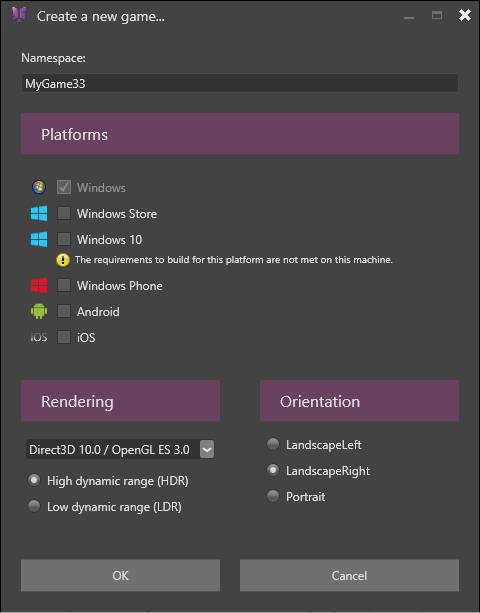 Create a new game...
Namespace:
MyGame33
Platforms
Windows
Windows Store
Windows 10
The requirements to build for this platform are not met on this machine.
Windows Phone
Android
iOS iOS
Rendering
Orientation
Direct3D 10.0 / OpenGL ES 3.0
LandscapeLeft
High dynamic range (HDR)
LandscapeRight
Low dynamic range (LDR)
Portrait
OK
Cancel